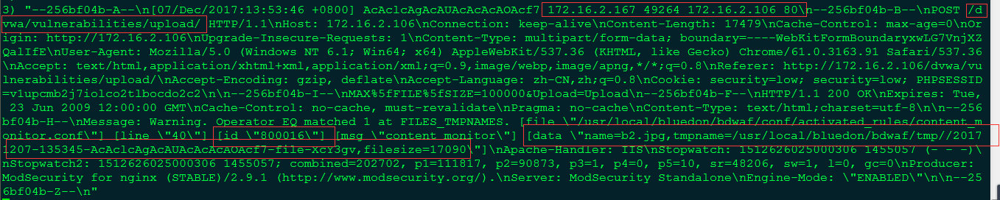 3) "--256bf04b-A--\n[07/Dec/2017:13:53:46 +0800] AcAlclAgAcAUAcAcAcAOAcf7 172.16.2.167 49264 172.16.2.106 80\n--256bf04b-B--\nPOST /d
vwa/vulnerabilities/upload/ HTTP/1.1\nHost: 172.16.2.106\nConnection: keep-alive\nContent-Length: 17479\nCache-Control: max-age=0\nOr
igin: http://172.16.2.106\nUpgrade-Insecure-Requests: 1\nContent-Type: multipart/form-data; boundary=----WebKitFormBoundaryxwLG7VnjXZ
QalIfE\nUser-Agent: Mozilla/5.0 (Windows NT 6.1; Win64; x64) AppleWebKit/537.36 (KHTML, like Gecko) Chrome/61.0.3163.91 Safari/537.36
\nAccept: text/html,application/xhtml+xml,application/xml;q=0.9,image/webp,image/apng,*/*;q=0.8\nReferer: http://172.16.2.106/dvwa/vu
lnerabilities/upload/\nAccept-Encoding: gzip, deflate\nAccept-Language: zh-CN,zh;q=0.8\nCookie: security=low; security=low; PHPSESSID
=v1upcmb2j7iolco2tlbocdo2c2\n\n--256bf04b-I--\nMAX%5fFILE%5fSIZE=100000&Upload=Upload\n--256bf04b-F--\nHTTP/1.1 200 OK\nExpires: Tue,
 23 Jun 2009 12:00:00 GMT\nCache-Control: no-cache, must-revalidate\nPragma: no-cache\nContent-Type: text/html;charset=utf-8\n\n--256
bf04b-H--\nMessage: Warning. Operator EQ matched 1 at FILES_TMPNAMES. [file \"/usr/local/bluedon/bdwaf/conf/activated_rules/content_m
onitor.conf\"] [line \"40\"] [id \"800016\"] [msg \"content_monitor\"] [data \"name=b2.jpg,tmpname=/usr/local/bluedon/bdwaf/tmp//2017
1207-135345-AcAlclAgAcAUAcAcAcAOAcf7-file-XcY3gv,filesize=17090\"]\nApache-Handler: IIS\nStopwatch: 1512626025000306 1455057 (- - -)\
\nStopwatch2: 1512626025000306 1455057; combined=202702, p1=111817, p2=90873, p3=1, p4=0, p5=10, sr=48206, sw=1, l=0, gc=0\nProducer:
ModSecurity for nginx (STABLE)/2.9.1 (http://www.modsecurity.org/).\nServer: ModSecurity Standalone\nEngine-Mode: \"ENABLED\"\n\n--25
6bf04b-Z--\n"